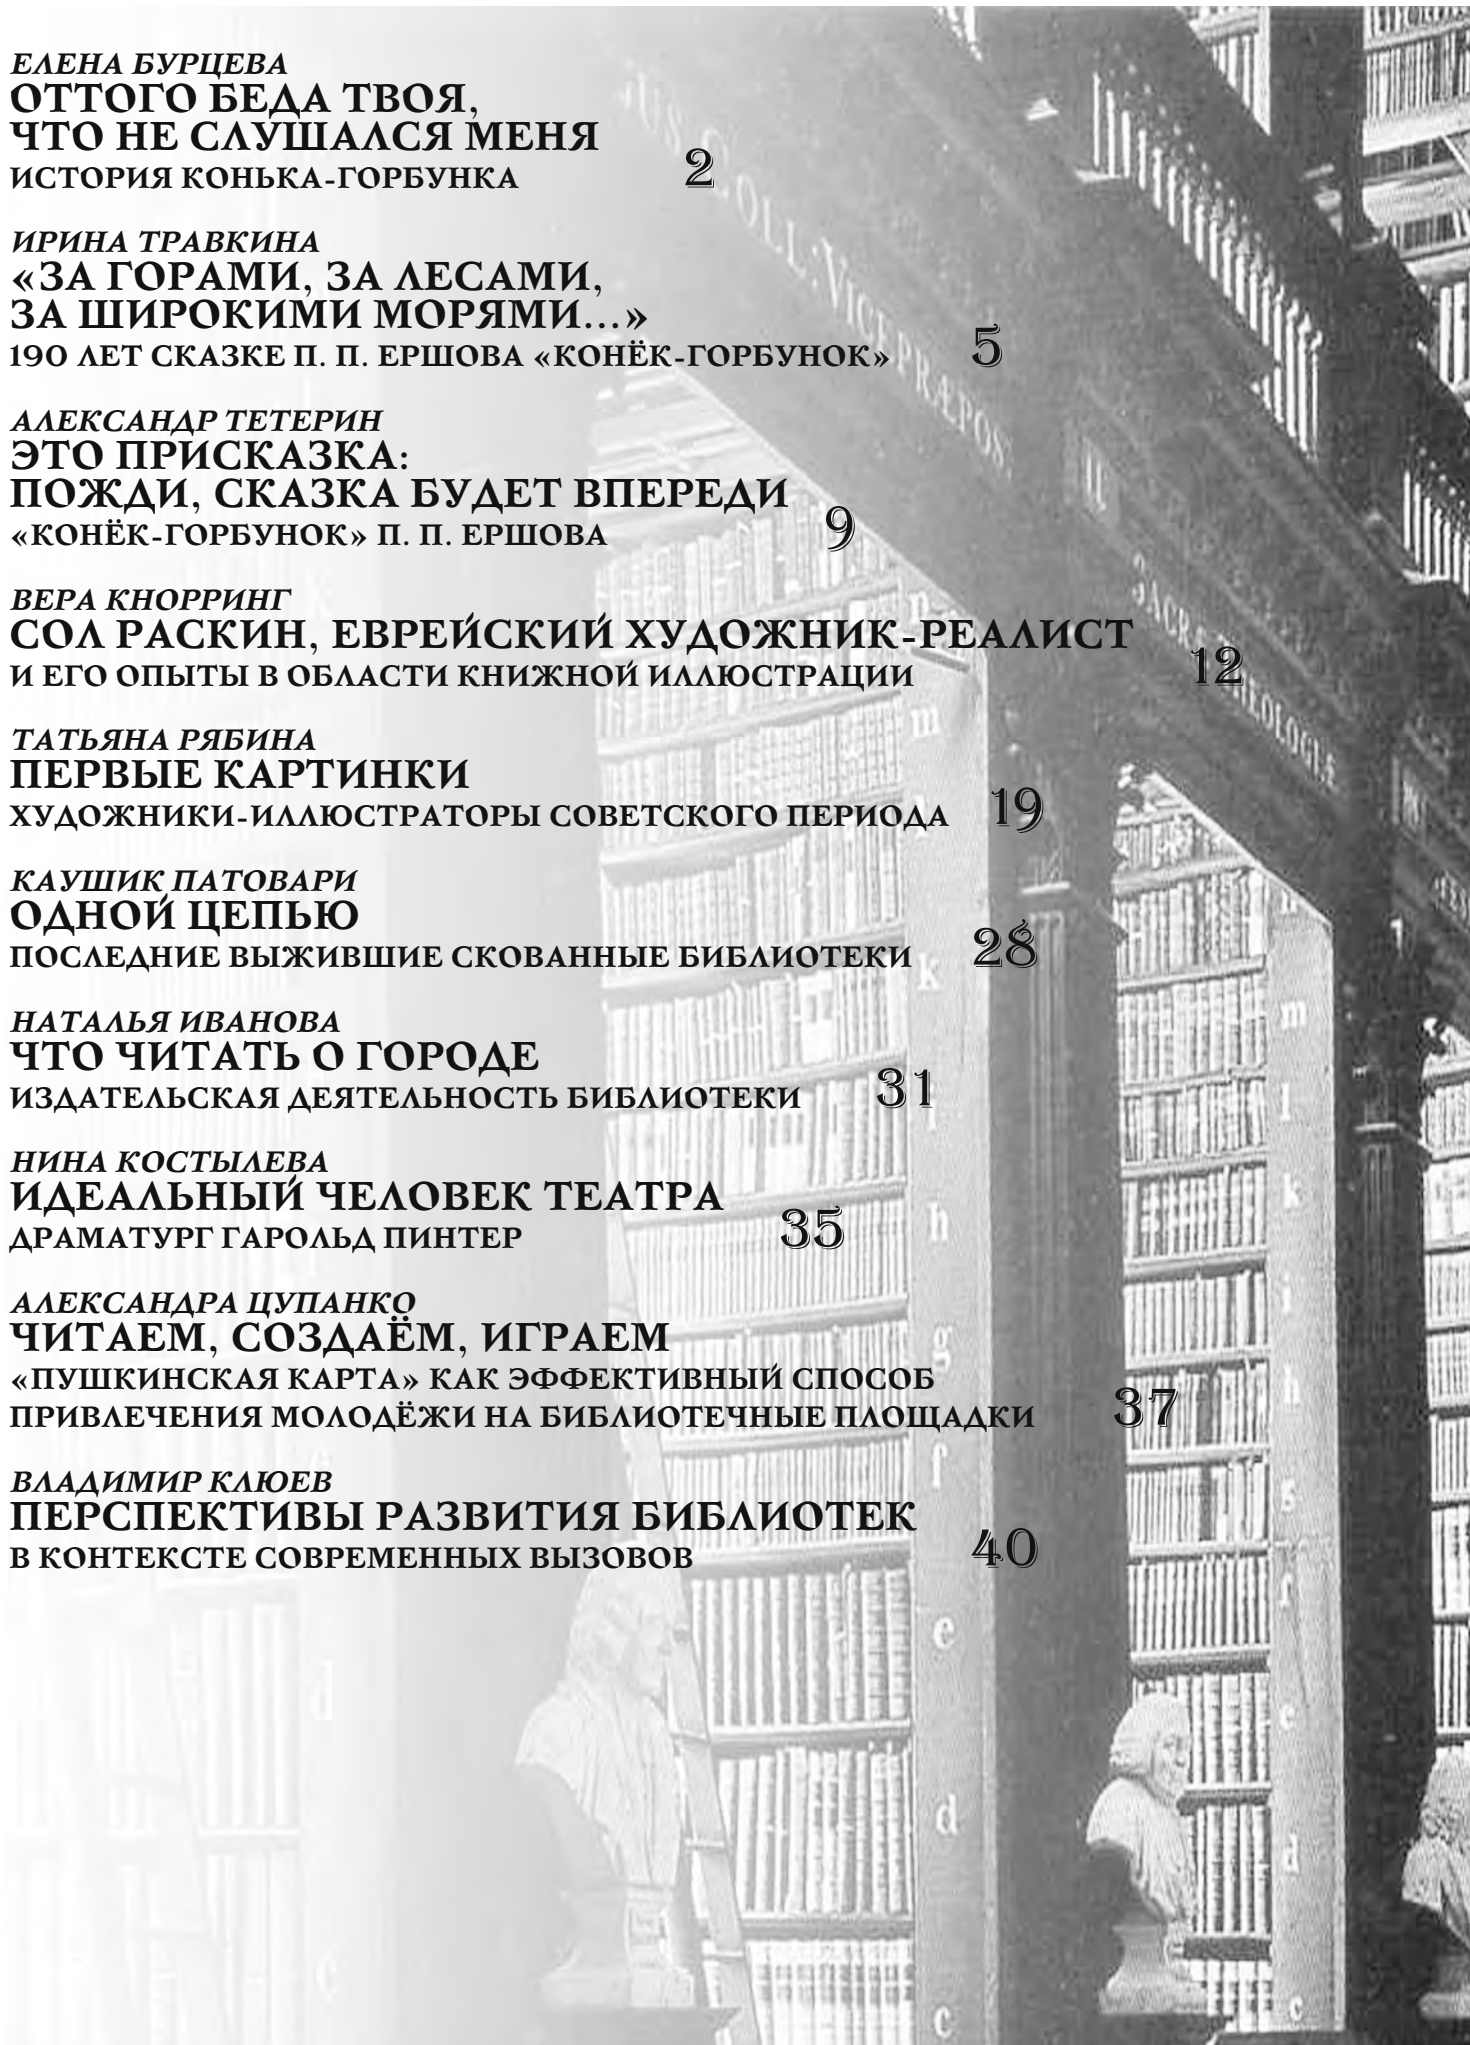 ЕЛЕНА БУРЦЕВА
ОТТОГО БЕДА ТВОЯ,
ЧТО НЕ СЛУШАЛСЯ МЕНЯ
ИСТОРИЯ КОНЬКА-ГОРБУНКА 2
ИРИНА ТРАВКИНА
«ЗА ГОРАМИ, ЗА ЛЕСАМИ,
ЗА ШИРОКИМИ МОРЯМИ...»
190 ЛЕТ СКАЗКЕ П. П. ЕРШОВА «КОНЁК-ГОРБУНОК» 5
АЛЕКСАНДР ТЕТЕРИН
ЭТО ПРИСКАЗКА:
ПОЖДИ, СКАЗКА БУДЕТ ВПЕРЕДИ
«КОНЁК-ГОРБУНОК» П. П. ЕРШОВА 9
ВЕРА КНОРРИНГ
СОЛ РАСКИН, ЕВРЕЙСКИЙ ХУДОЖНИК-РЕАЛИСТ
И ЕГО ОПЫТЫ В ОБЛАСТИ КНИЖНОЙ ИЛЛЮСТРАЦИИ 12
ТАТЬЯНА РЯБИНА
ПЕРВЫЕ КАРТИНКИ
ХУДОЖНИКИ-ИЛЛЮСТРАТОРЫ СОВЕТСКОГО ПЕРИОДА 19
КАУШИК ПАТОВАРИ
ОДНОЙ ЦЕПЬЮ
ПОСЛЕДНИЕ ВЫЖИВШИЕ СКОВАННЫЕ БИБЛИОТЕКИ 28
НАТАЛЬЯ ИВАНОВА
ЧТО ЧИТАТЬ О ГОРОДЕ
ИЗДАТЕЛЬСКАЯ ДЕЯТЕЛЬНОСТЬ БИБЛИОТЕКИ 31
НИНА КОСТЫЛЕВА
ИДЕАЛЬНЫЙ ЧЕЛОВЕК ТЕАТРА
ДРАМАТУРГ ГАРОЛЬД ПИНТЕР 35
АЛЕКСАНДРА ЦУПАНКО
ЧИТАЕМ, СОЗДАЁМ, ИГРАЕМ
«ПУШКИНСКАЯ КАРТА» КАК ЭФФЕКТИВНЫЙ СПОСОБ
ПРИВЛЕЧЕНИЯ МОЛОДЁЖИ НА БИБЛИОТЕЧНЫЕ ПЛОЩАДКИ 37
ВЛАДИМИР КЛЮЕВ
ПЕРСПЕКТИВЫ РАЗВИТИЯ БИБЛИОТЕК
В КОНТЕКСТЕ СОВРЕМЕННЫХ ВЫЗОВОВ 40